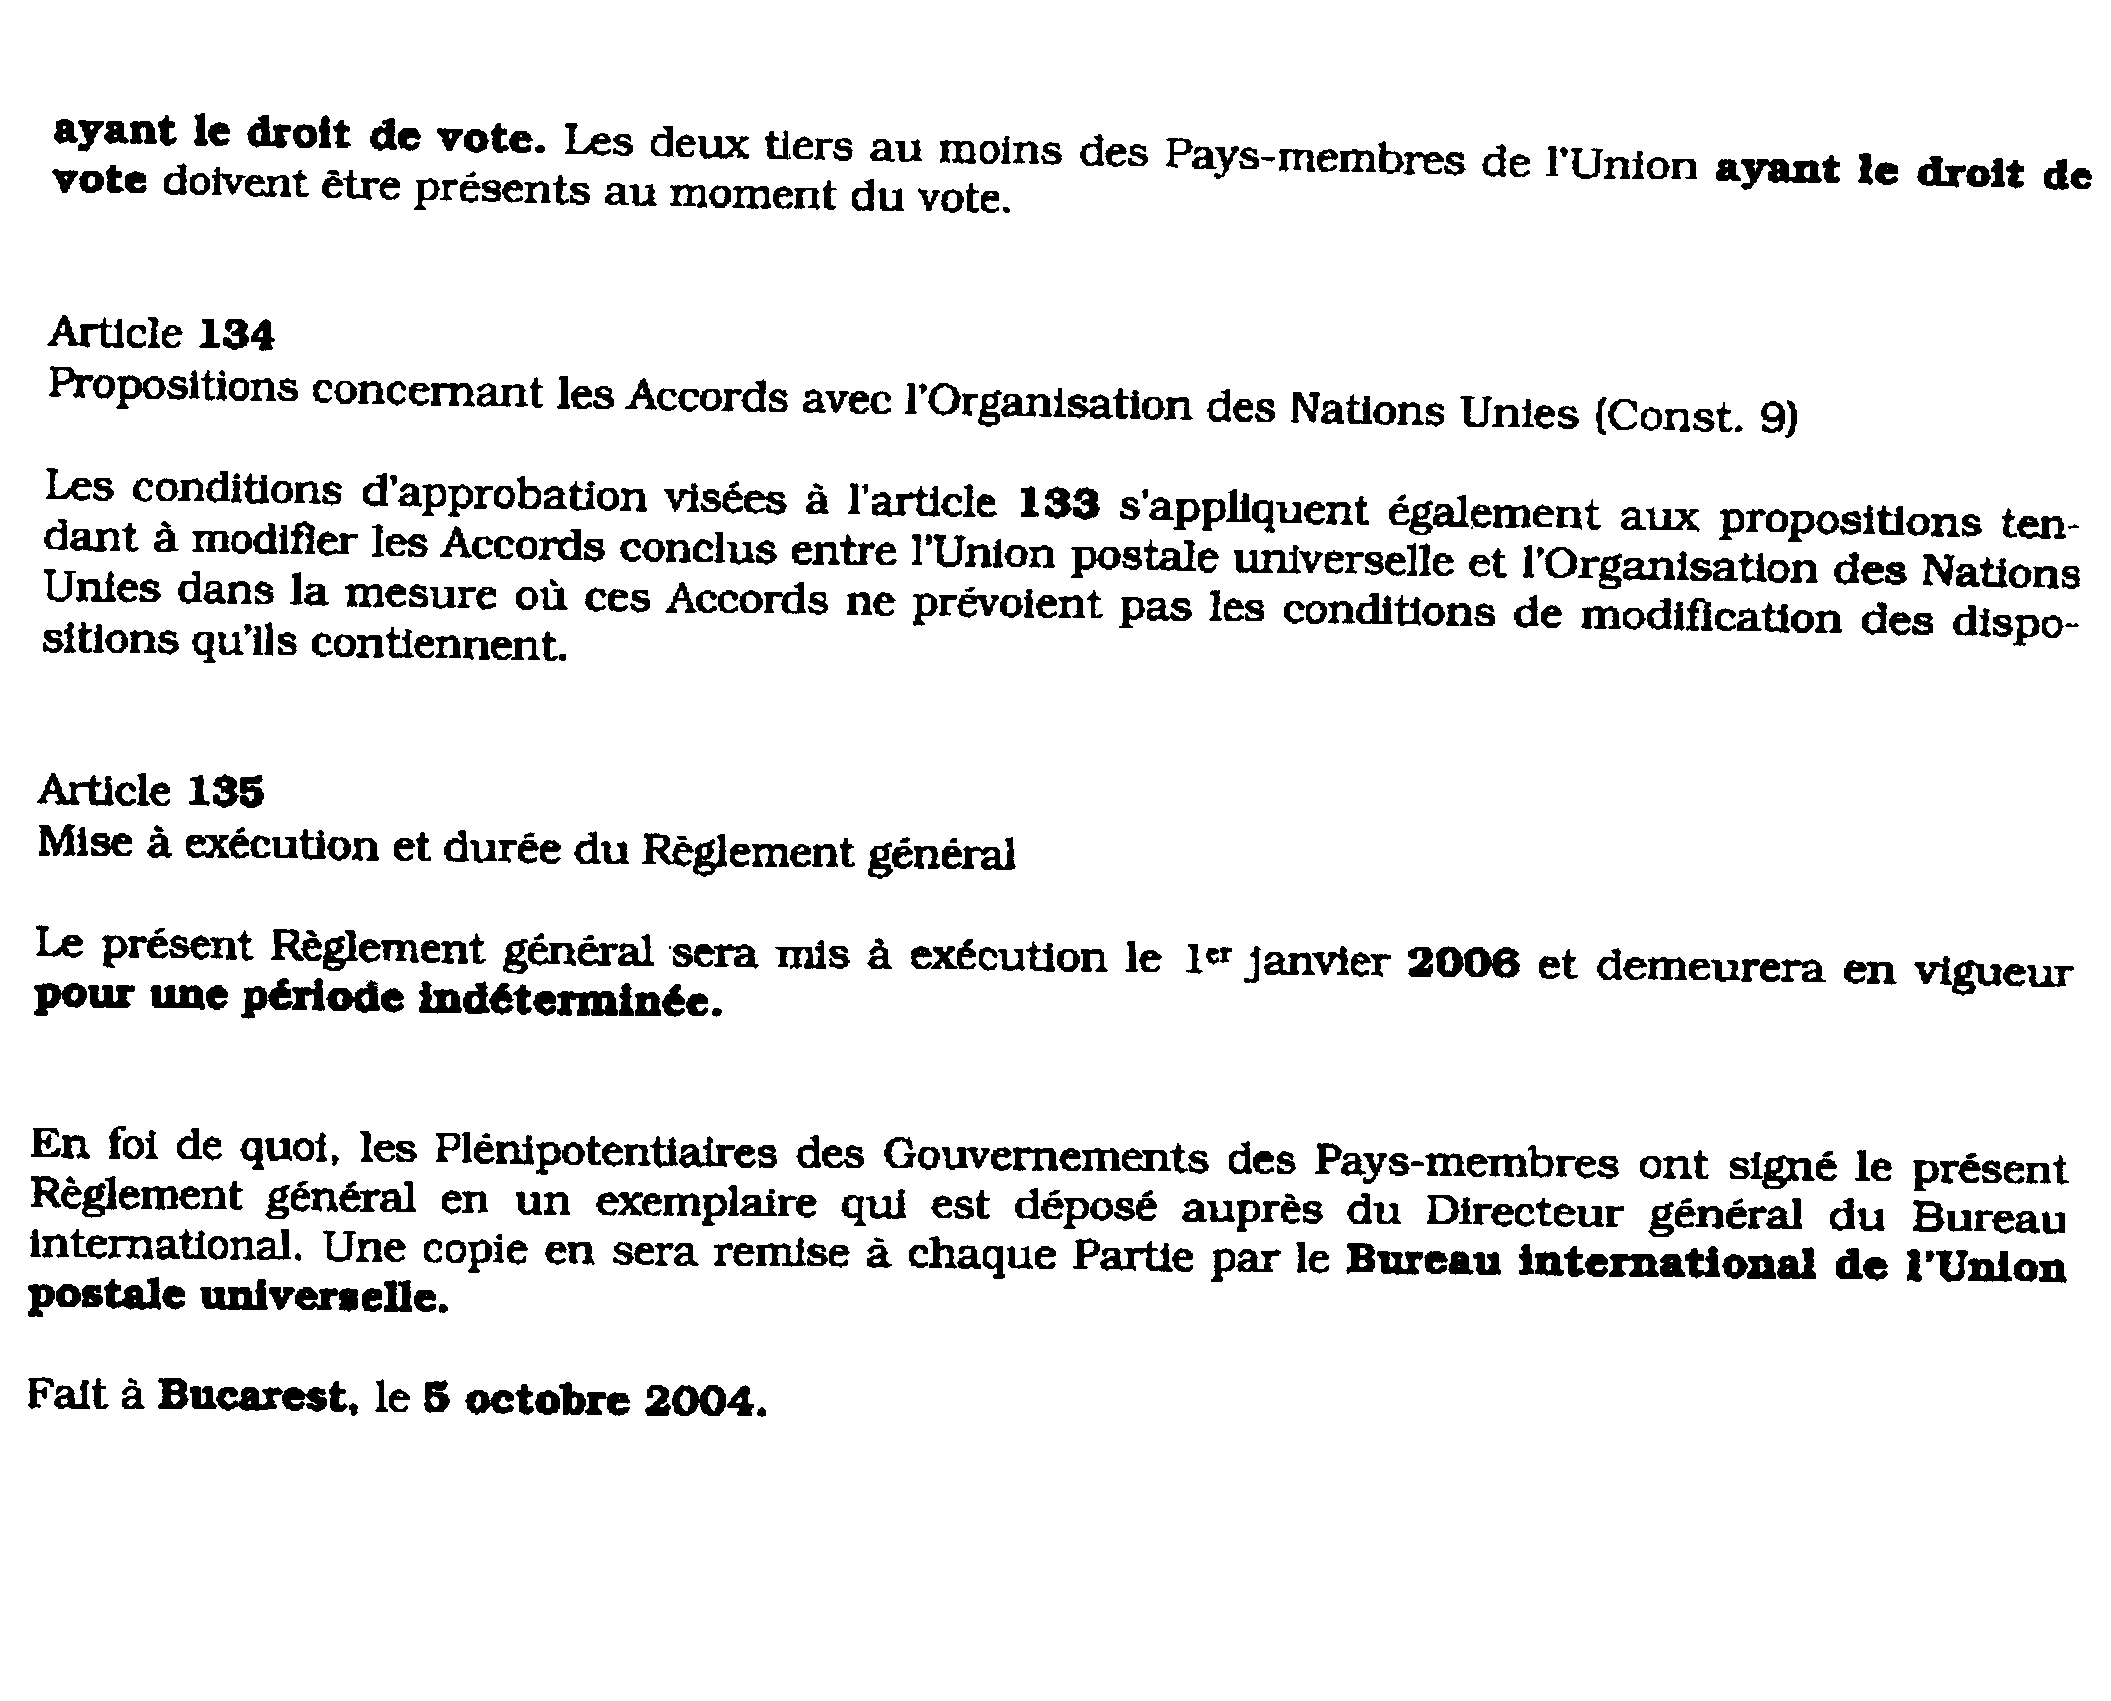 ayant le droit de vote. Les deux tiers au moins des Pays-membres de l'Union ayant le droit de
vote doivent être présents au moment du vote.
Article 134
Propositions concernant les Accords avec l'Organisation des Nations Unies (Const. 9)
Les conditions d'approbation visées à l'article 133 s'appliquent également aux propositions ten-
dant à modifier les Accords conclus entre l'Union postale universelle et l'Organisation des Nations
Unies dans la mesure où ces Accords ne prévoient pas les conditions de modification des dispo-
sitions qu'ils contiennent.
Article 135
Mise à exécution et durée du Règlement général
Le présent Règlement général sera mis à exécution le 1er janvier 2006 et demeurera en vigueur
pour une période indéterminée.
En foi de quoi, les Plénipotentiaires des Gouvernements des Pays-membres ont signé le présent
Règlement général en un exemplaire qui est déposé auprès du Directeur général du Bureau
international. Une copie en sera remise à chaque Partie par le Bureau international de l'Union
postale universelle.
Fait à Bucarest, le 5 octobre 2004.